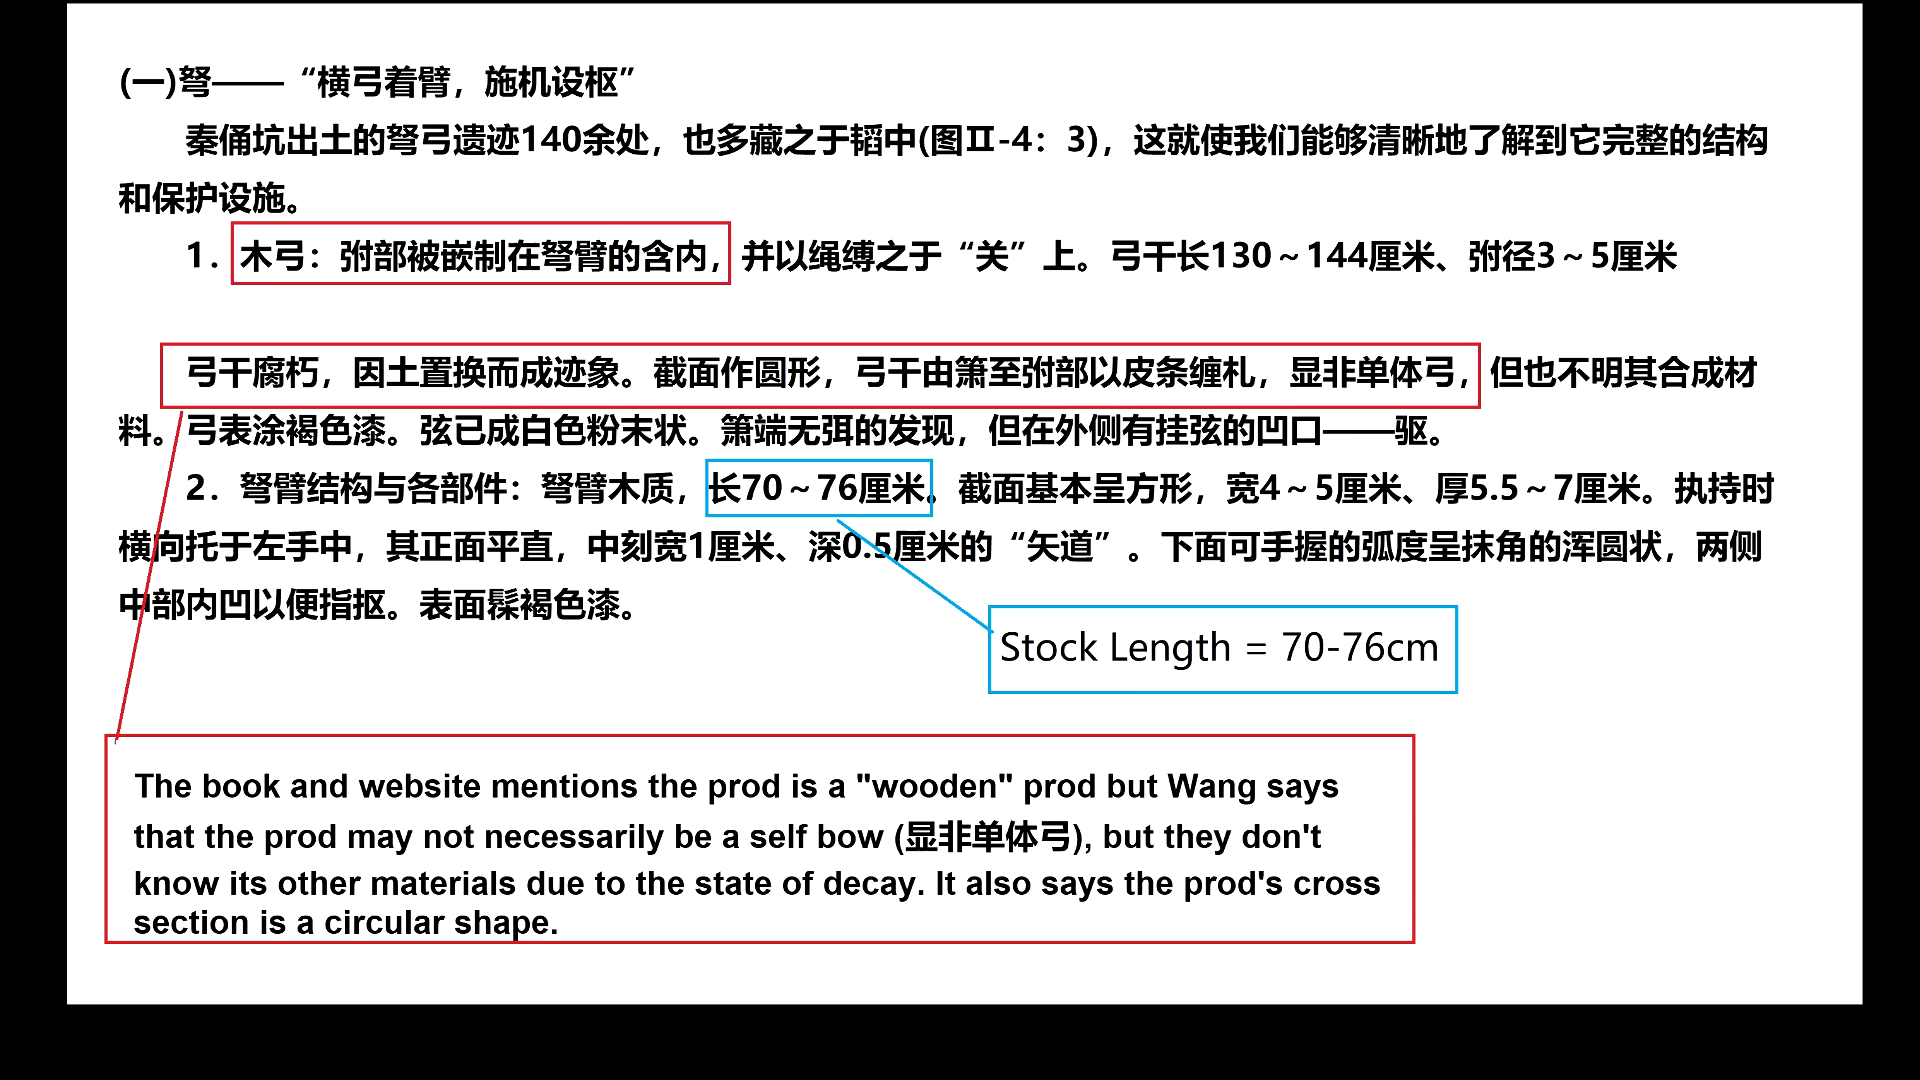 (一)弩——“横弓着臂，施机设枢”
秦俑坑出土的弩弓遗迹140余处，也多藏之于韬中(图Ⅱ-4：3)，这就使我们能够清晰地了解到它完整的结构
和保护设施。
1．木弓：弣部被嵌制在弩臂的含内，并以绳缚之于“关”上。弓干长130～144厘米、弣径3～5厘米
弓干腐朽，因土置换而成迹象。截面作圆形，弓干由箫至弣部以皮条缠札，显非单体弓，但也不明其合成材
料。弓表涂褐色漆。弦已成白色粉末状。箫端无弭的发现，但在外侧有挂弦的凹口——驱。
2．弩臂结构与各部件：弩臂木质，长70～76厘米。截面基本呈方形，宽4～5厘米、厚5.5～7厘米。执持时
横向托于左手中，其正面平直，中刻宽1厘米、深0.5厘米的“矢道”。下面可手握的弧度呈抹角的浑圆状，两侧
中部内凹以便指抠。表面髹褐色漆。
Stock Length = 70-76cm
The book and website mentions the prod is a "wooden" prod but Wang says
that the prod may not necessarily be a self bow (显非单体弓), but they don't
know its other materials due to the state of decay. It also says the prod's cross
section is a circular shape.